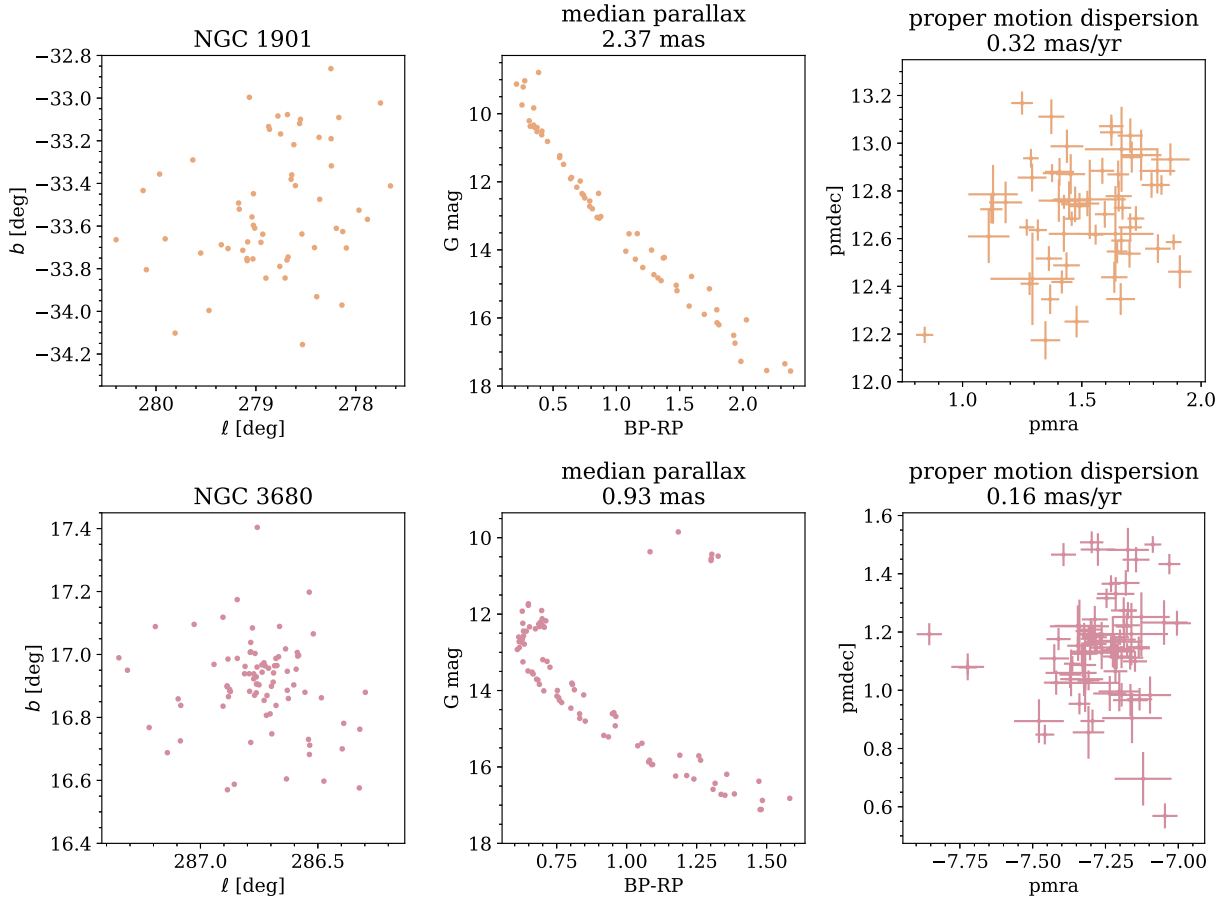 NGC 1901
−32.8
−33.0
−33.2
−33.4
−33.6
−33.8
−34.0
−34.2
b [deg]
280
279
278
ℓ [deg]
median parallax
2.37 mas
10
12
14
16
18
G mag
0.5
1.0
1.5
2.0
BP-RP
proper motion dispersion
0.32 mas/yr
13.2
13.0
12.8
12.6
12.4
12.2
12.0
pmdec]
1.0
1.5
2.0
pmra
NGC 3680
17.4
17.2
17.0
16.8
16.6
16.4
b [deg]
287.0
286.5
ℓ [deg]
median parallax
0.93 mas
10
12
14
16
18
G mag
0.75
1.00
1.25
1.50
BP-RP
proper motion dispersion
0.16 mas/yr
1.6
1.4
1.2
1.0
0.8
0.6
pmdec]
−7.75
−7.50
−7.25
−7.00
pmra